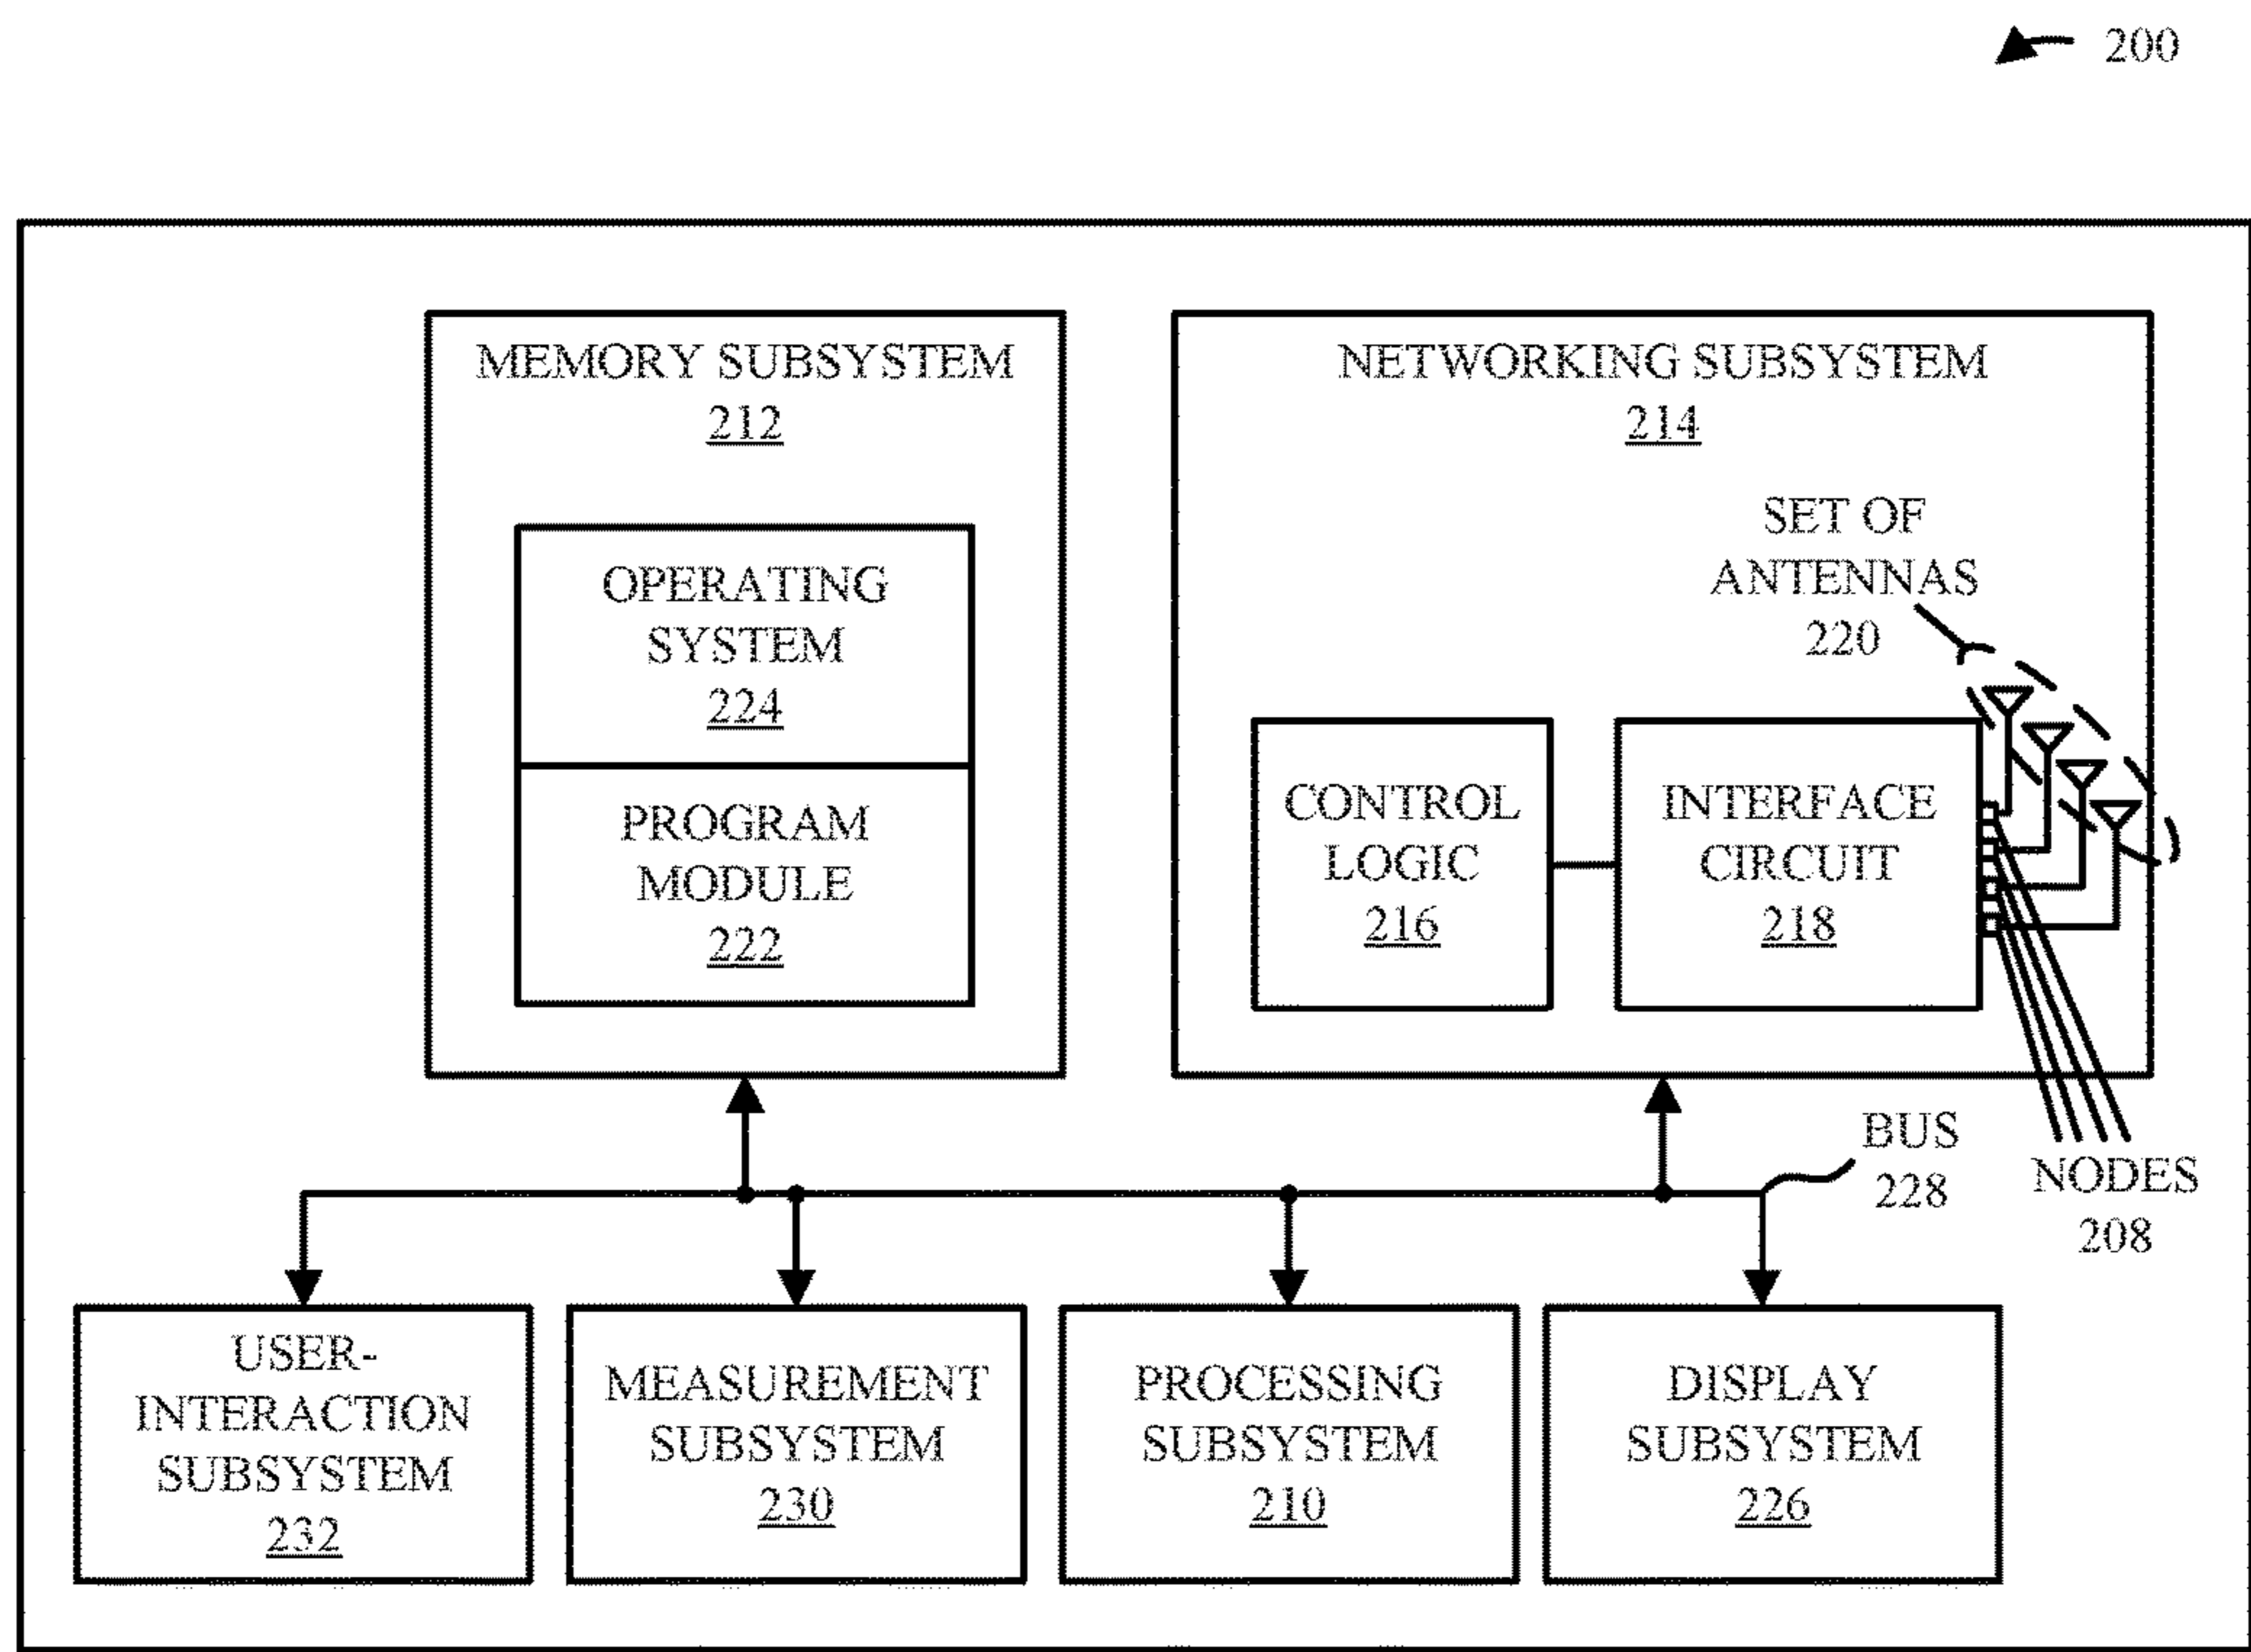 200
MEMORY SUBSYSTEM
212
OPERATING
SYSTEM
224
PROGRAM
MODULE
222
NETWORKING SUBSYSTEM
214
SET OF
ANTENNAS
220
CONTROL
LOGIC
216
INTERFACE
CIRCUIT
218
BUS
228
NODES
208
USER-
INTERACTION
SUBSYSTEM
232
MEASUREMENT
SUBSYSTEM
230
PROCESSING
SUBSYSTEM
210
DISPLAY
SUBSYSTEM
226